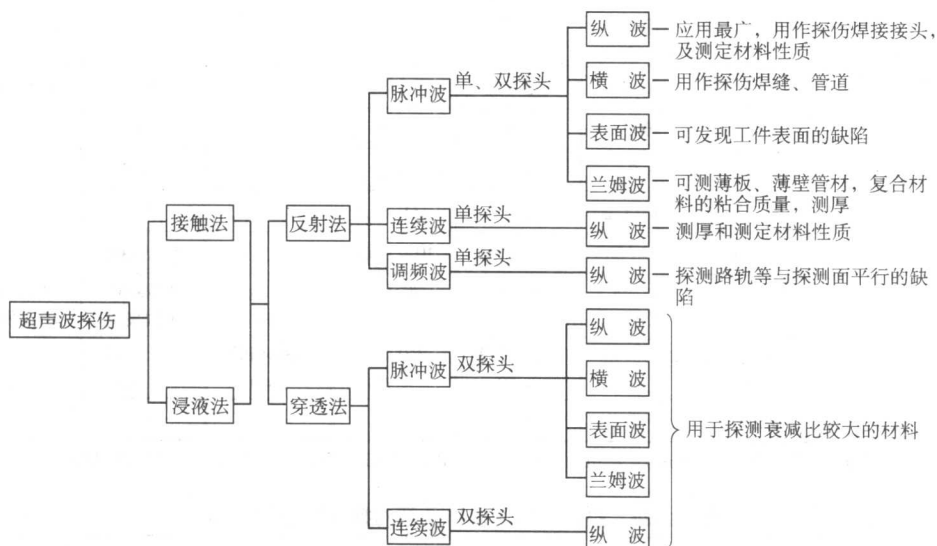 纵　波
应用最广，用作探伤焊接接头，
及测定材料性质
单、双探头
脉冲波
横　波
用作探伤焊缝、管道
表面波
可发现工件表面的缺陷
兰姆波
可测薄板、薄壁管材，复合材
料的粘合质量，测厚
接触法
反射法
连续波
单探头
纵　波
测厚和测定材料性质
调频波
单探头
纵　波
探测路轨等与探测面平行的缺
陷
超声波探伤
浸液法
穿透法
脉冲波
双探头
纵　波
横　波
表面波
兰姆波
用于探测衰减比较大的材料
连续波
双探头
纵　波